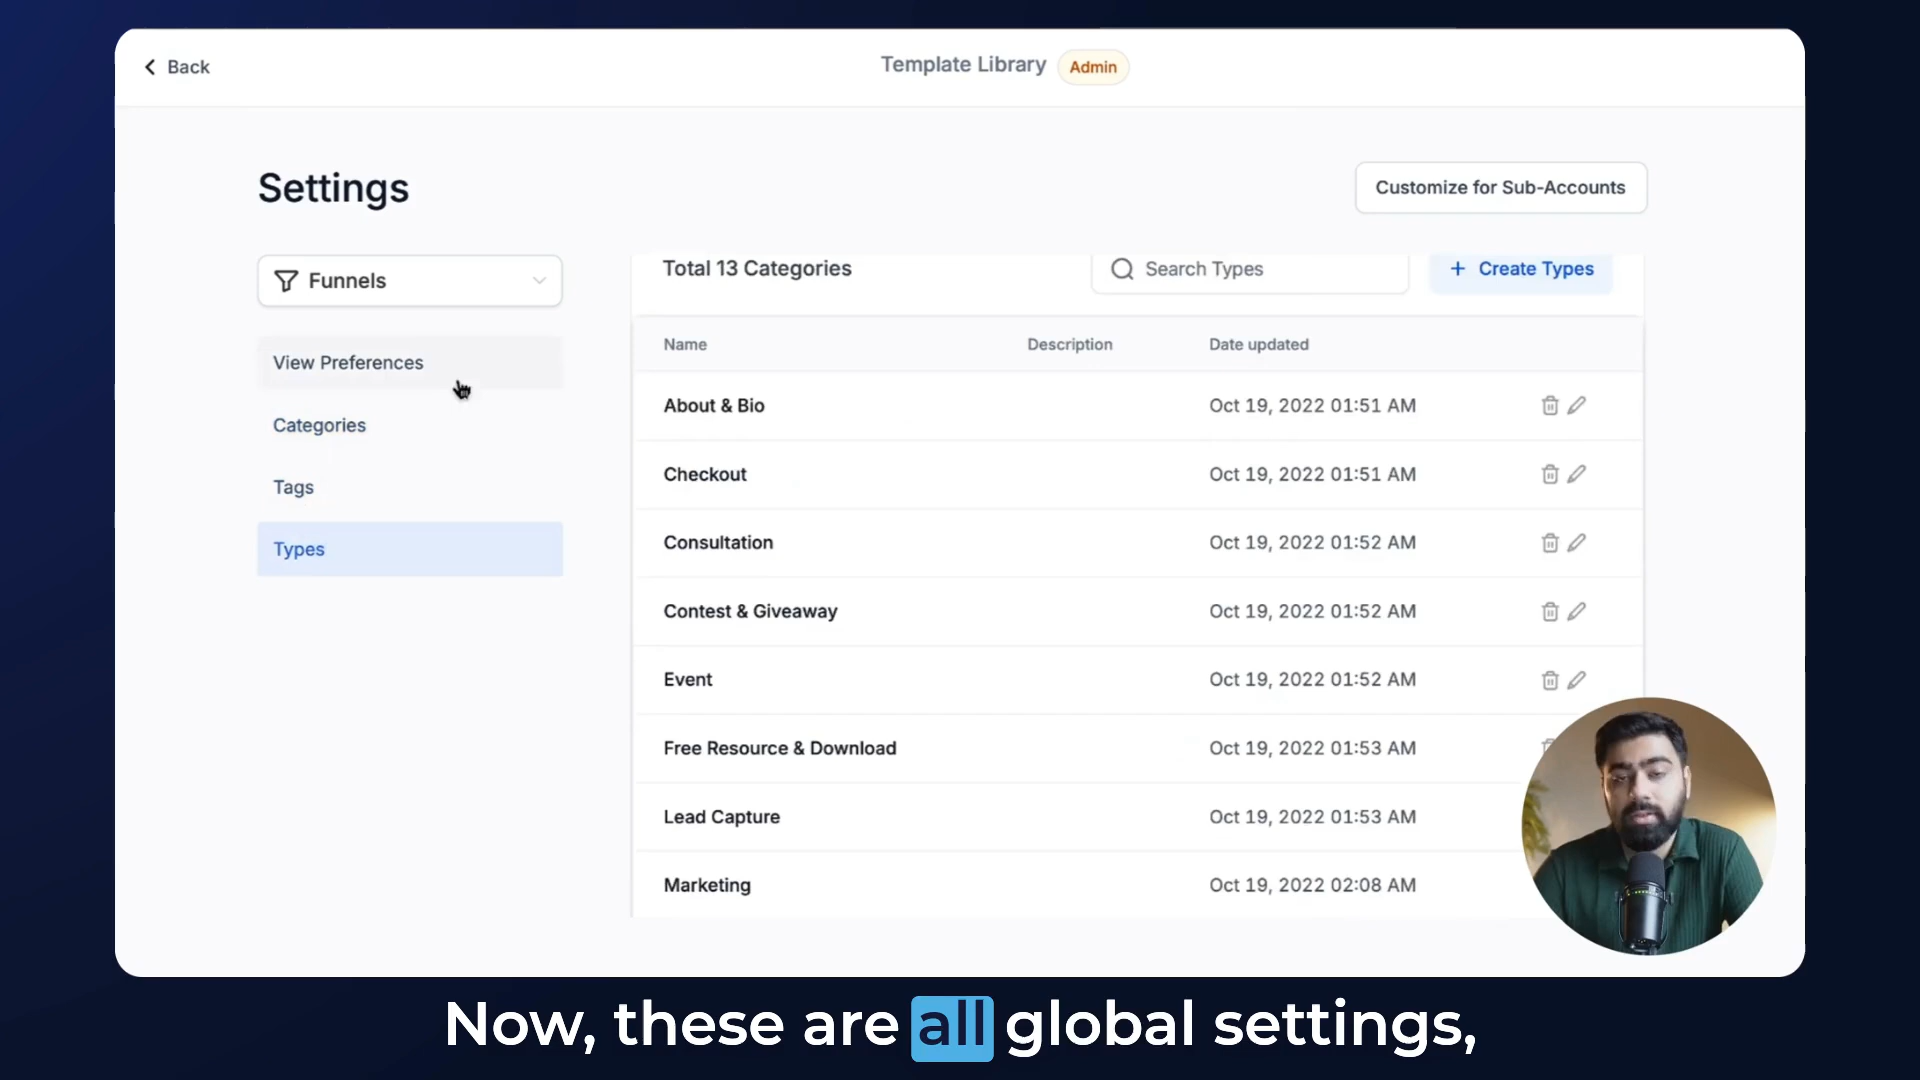 Back
Template Library Admin
Settings
Customize for Sub-Accounts
Funnels
Total 13 Categories
Search Types
+ Create Types
View Preferences
Categories
Tags
Types
Name Description Date updated
About & Bio Oct 19, 2022 01:51 AM
Checkout Oct 19, 2022 01:51 AM
Consultation Oct 19, 2022 01:52 AM
Contest & Giveaway Oct 19, 2022 01:52 AM
Event Oct 19, 2022 01:52 AM
Free Resource & Download Oct 19, 2022 01:53 AM
Lead Capture Oct 19, 2022 01:53 AM
Marketing Oct 19, 2022 02:08 AM
Now, these are all global settings,